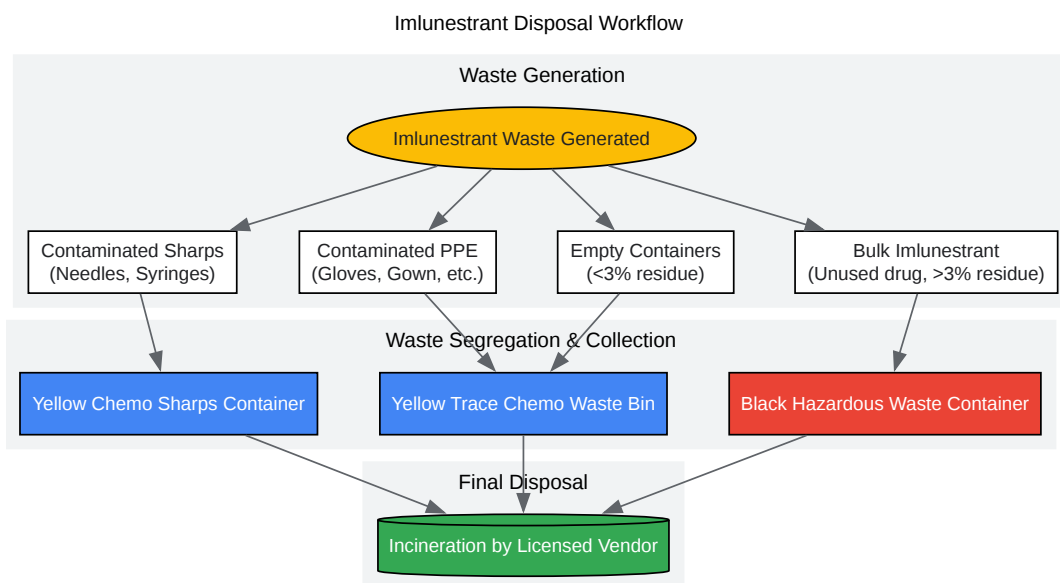 Imlunestrant Disposal Workflow
Waste Generation
Imlunestrant Waste Generated
Contaminated Sharps
(Needles, Syringes)
Contaminated PPE
(Gloves, Gown, etc.)
Empty Containers
(<3% residue)
Bulk Imlunestrant
(Unused drug, >3% residue)
Waste Segregation & Collection
Yellow Chemo Sharps Container
Yellow Trace Chemo Waste Bin
Black Hazardous Waste Container
Final Disposal
Incineration by Licensed Vendor